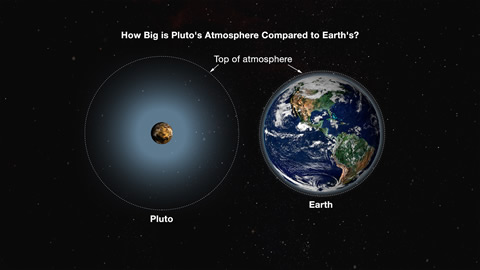 How Big is Pluto's Atmosphere Compared to Earth's?
Top of atmosphere
Earth
Pluto